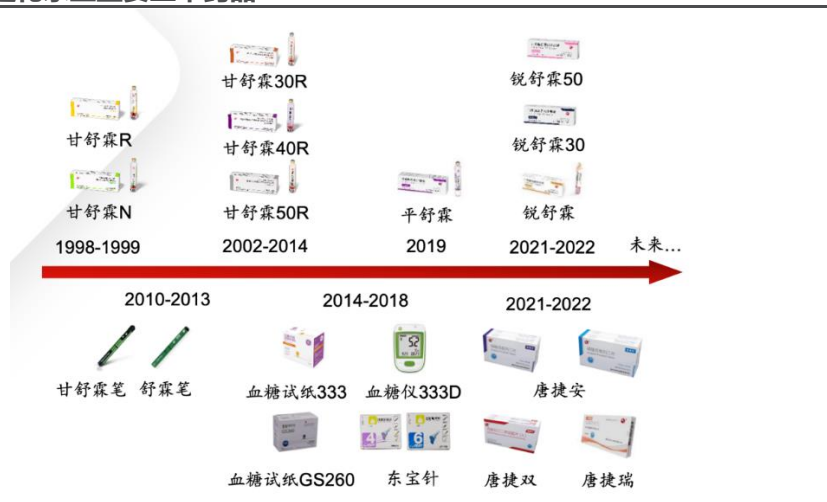 甘舒霖30R
锐舒霖50
甘舒霖R
甘舒霖40R
锐舒霖30
甘舒霖N
甘舒霖50R
平舒霖
锐舒霖
1998-1999
2002-2014
2019
2021-2022
未来...
2010-2013
2014-2018
2021-2022
甘舒霖笔
舒霖笔
血糖试纸333
血糖仪333D
唐捷安
血糖试纸GS260
东宝针
唐捷双
唐捷瑞